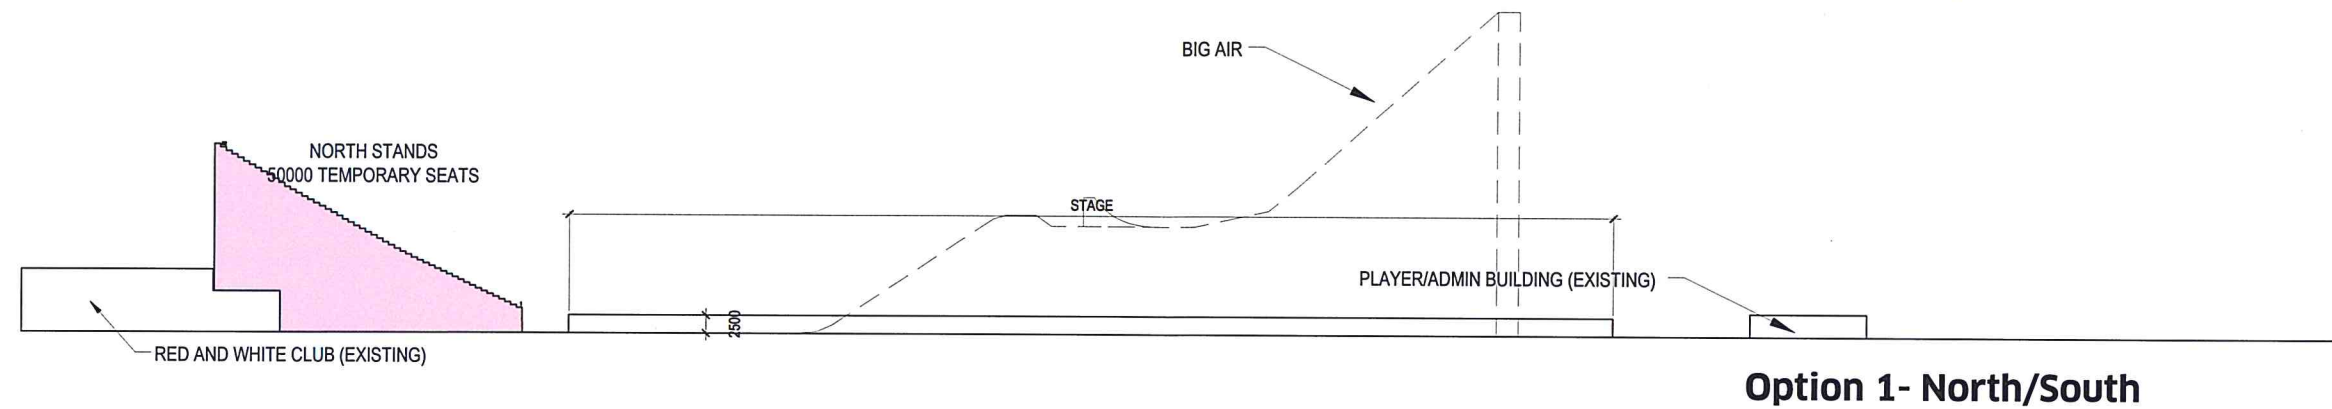 BIG AIR
NORTH STANDS
50000 TEMPORARY SEATS
STAGE
PLAYER/ADMIN BUILDING (EXISTING)
2500
RED AND WHITE CLUB (EXISTING)
Option 1- North/South